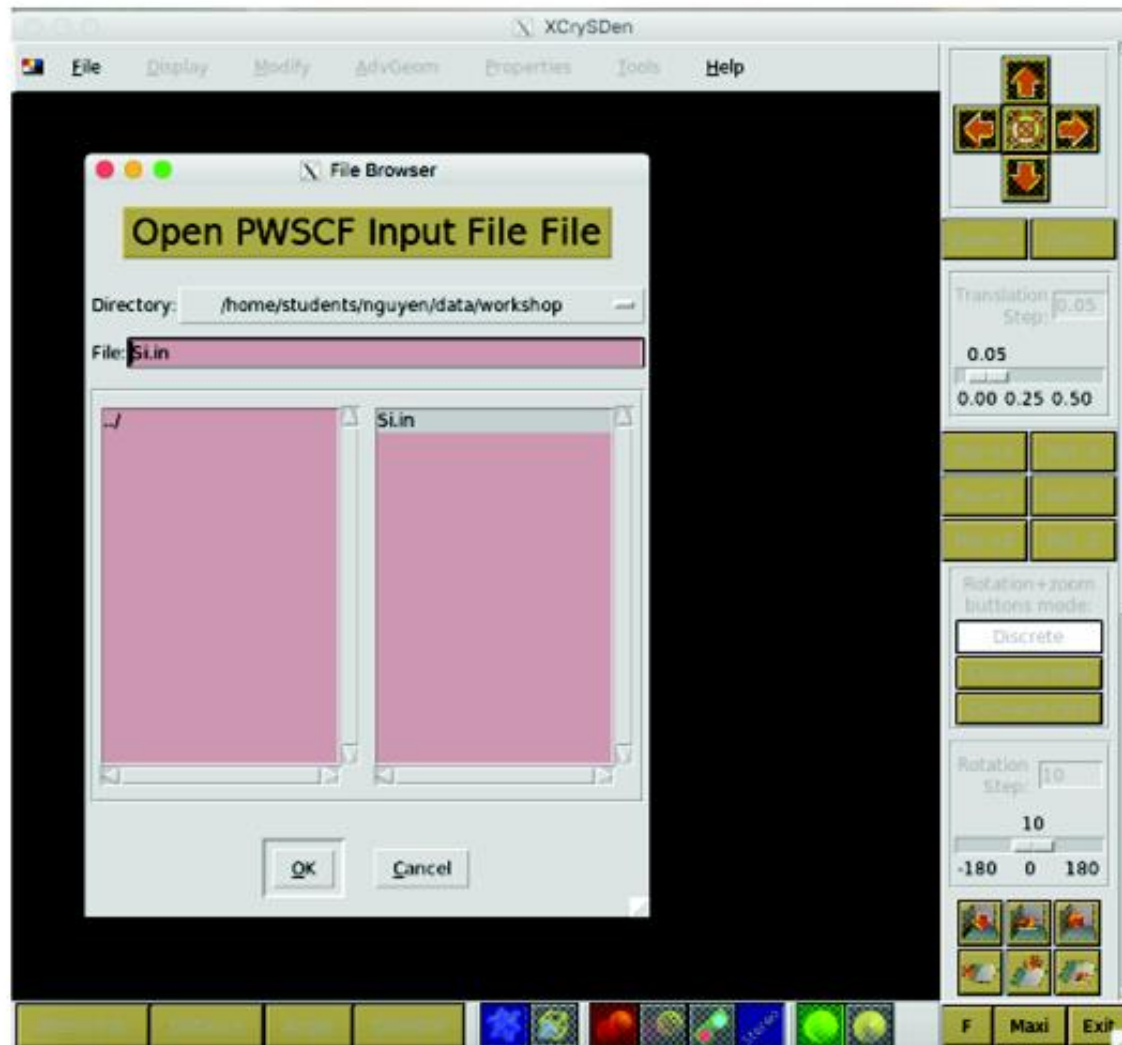 X XCrySDen
File Display Modify AdvGeom Properties Tools Help
X File Browser
Open PWSCF Input File File
Directory: /home/students/nguyen/data/workshop
File: Si.in
../
Si.in
OK Cancel
Translation
Step: 0.05
0.05
0.00 0.25 0.50
Rotation+zoom
buttons mode:
Discrete
Rotation
Step: 10
10
-180 0 180
Stereo
F Maxi Exit